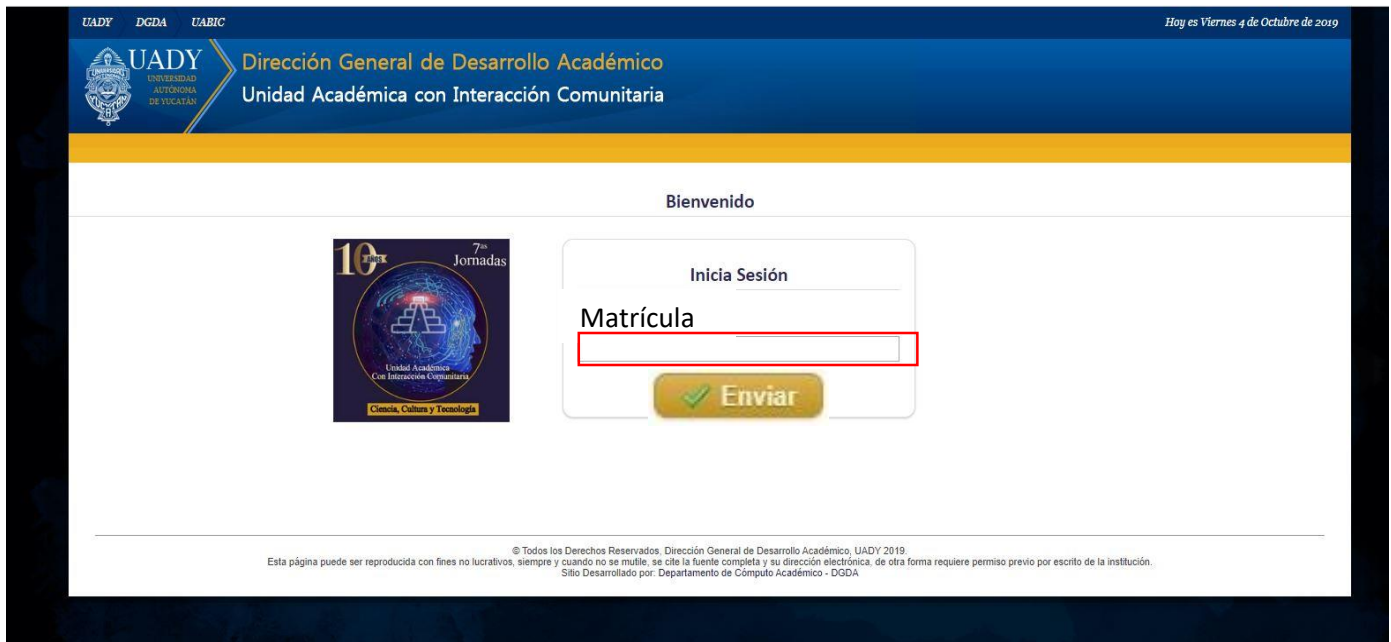 UADY DGDA UABIC
Hoy es Viernes 4 de Octubre de 2019
UADY
UNIVERSIDAD
AUTÓNOMA
DE YUCATÁN
Dirección General de Desarrollo Académico
Unidad Académica con Interacción Comunitaria
Bienvenido
10 AÑOS
7as
Jornadas
Unidad Académica
Con Interacción Comunitaria
Ciencia, Cultura y Tecnología
Inicia Sesión
Matrícula
Enviar
© Todos los Derechos Reservados, Dirección General de Desarrollo Académico, UADY 2019.
Esta página puede ser reproducida con fines no lucrativos, siempre y cuando no se mutile, se cite la fuente completa y su dirección electrónica, de otra forma requiere permiso previo por escrito de la institución.
Sitio Desarrollado por: Departamento de Cómputo Académico - DGDA